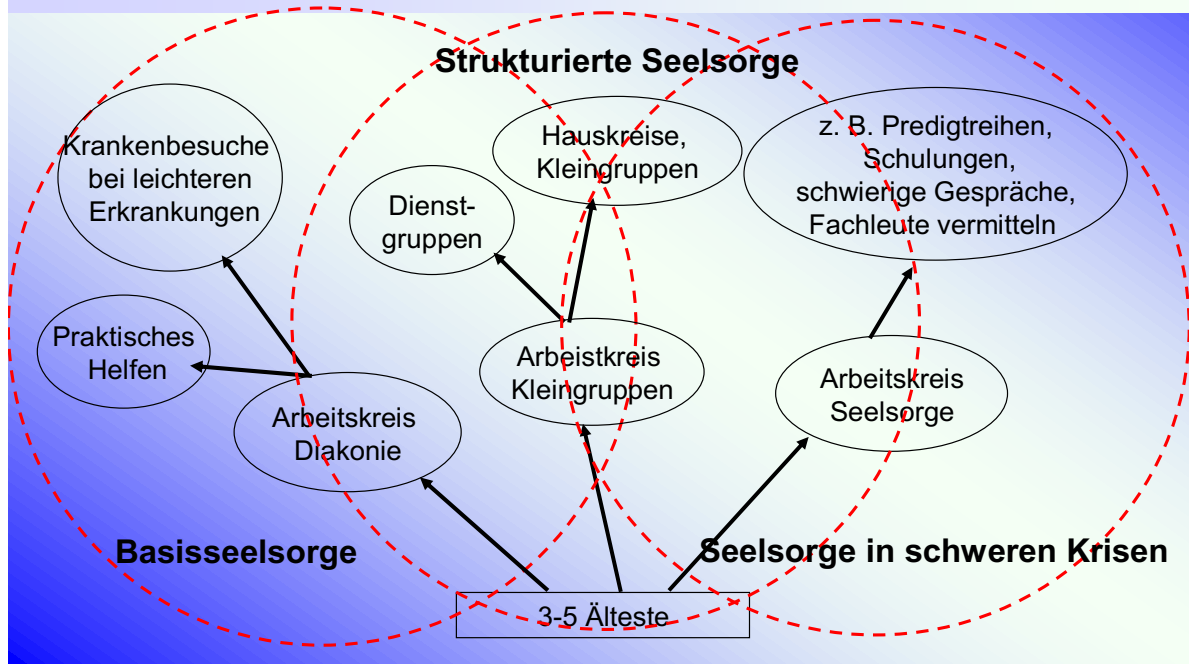 Strukturierte Seelsorge
Krankenbesuche
bei leichteren
Erkrankungen
Hauskreise,
Kleingruppen
z. B. Predigtreihen,
Schulungen,
schwierige Gespräche,
Fachleute vermitteln
Dienst-
gruppen
Praktisches
Helfen
Arbeistkreis
Kleingruppen
Arbeitskreis
Seelsorge
Arbeitskreis
Diakonie
Basisseelsorge
Seelsorge in schweren Krisen
3-5 Älteste